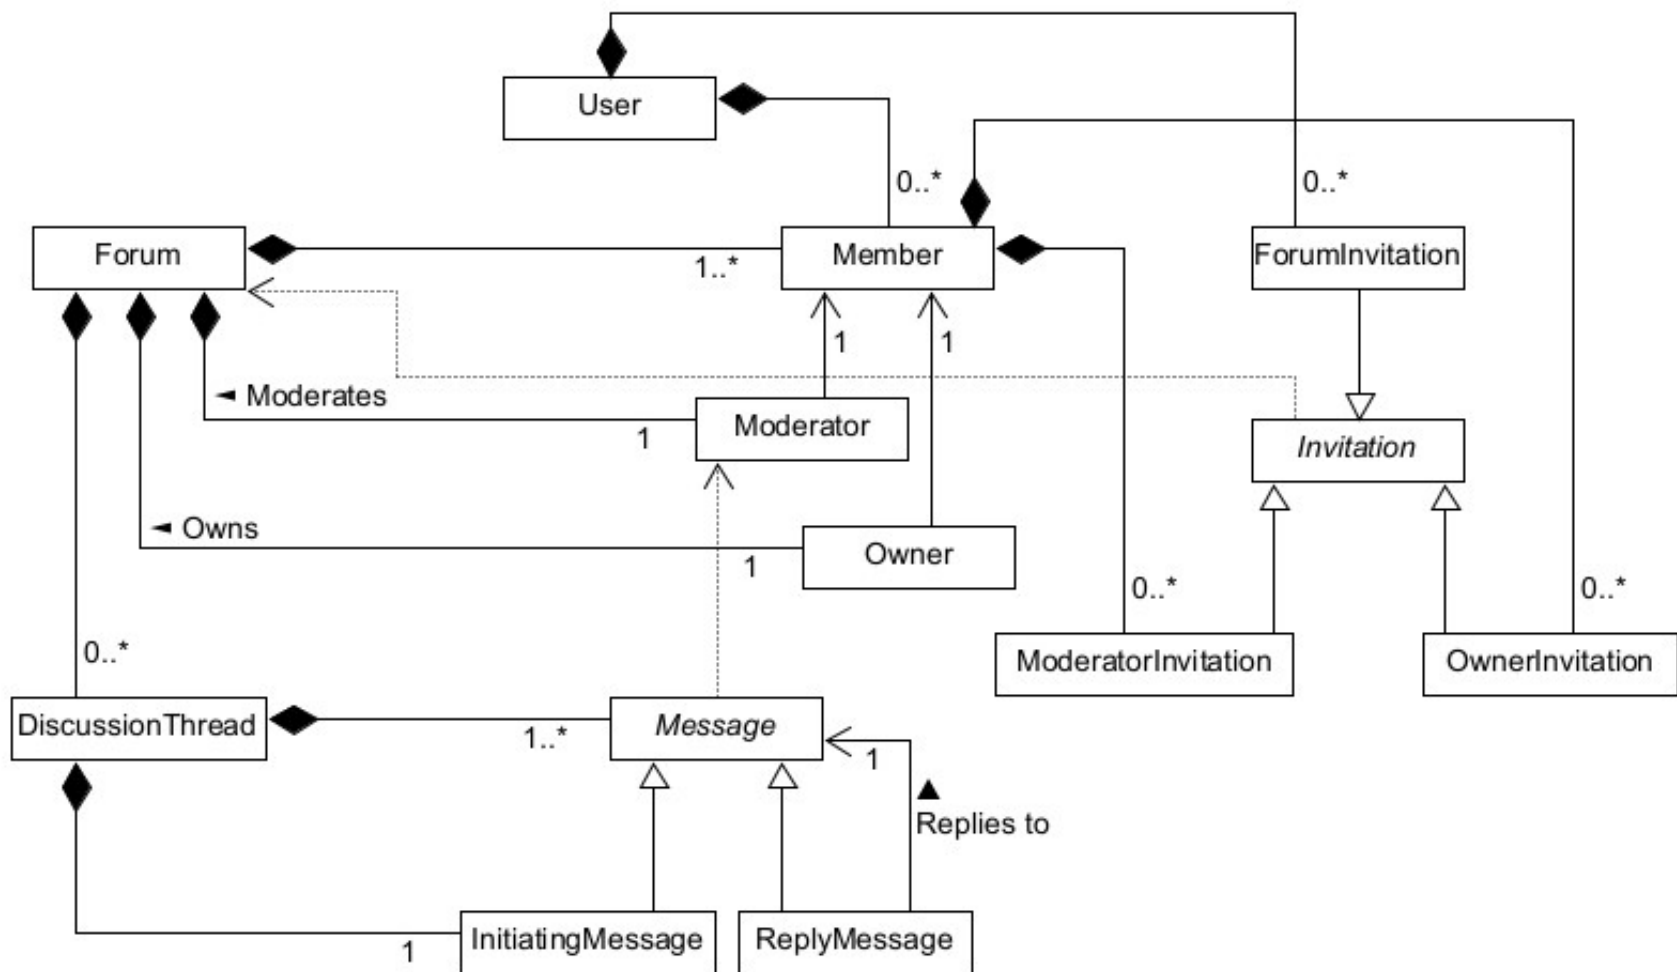 User
0..*
0..*
Forum
1..*
Member
ForumInvitation
1
1
◄ Moderates
1
Moderator
Invitation
◄ Owns
1
Owner
0..*
0..*
0..*
ModeratorInvitation
OwnerInvitation
DiscussionThread
1..*
Message
1
▲
Replies to
1
InitiatingMessage
ReplyMessage